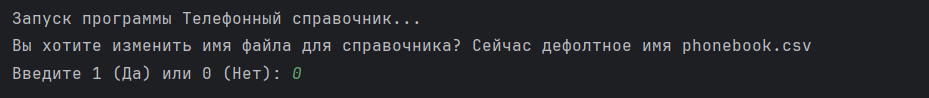 Запуск программы Телефонный справочник...
Вы хотите изменить имя файла для справочника? Сейчас дефолтное имя phonebook.csv
Введите 1 (Да) или 0 (Нет): 0